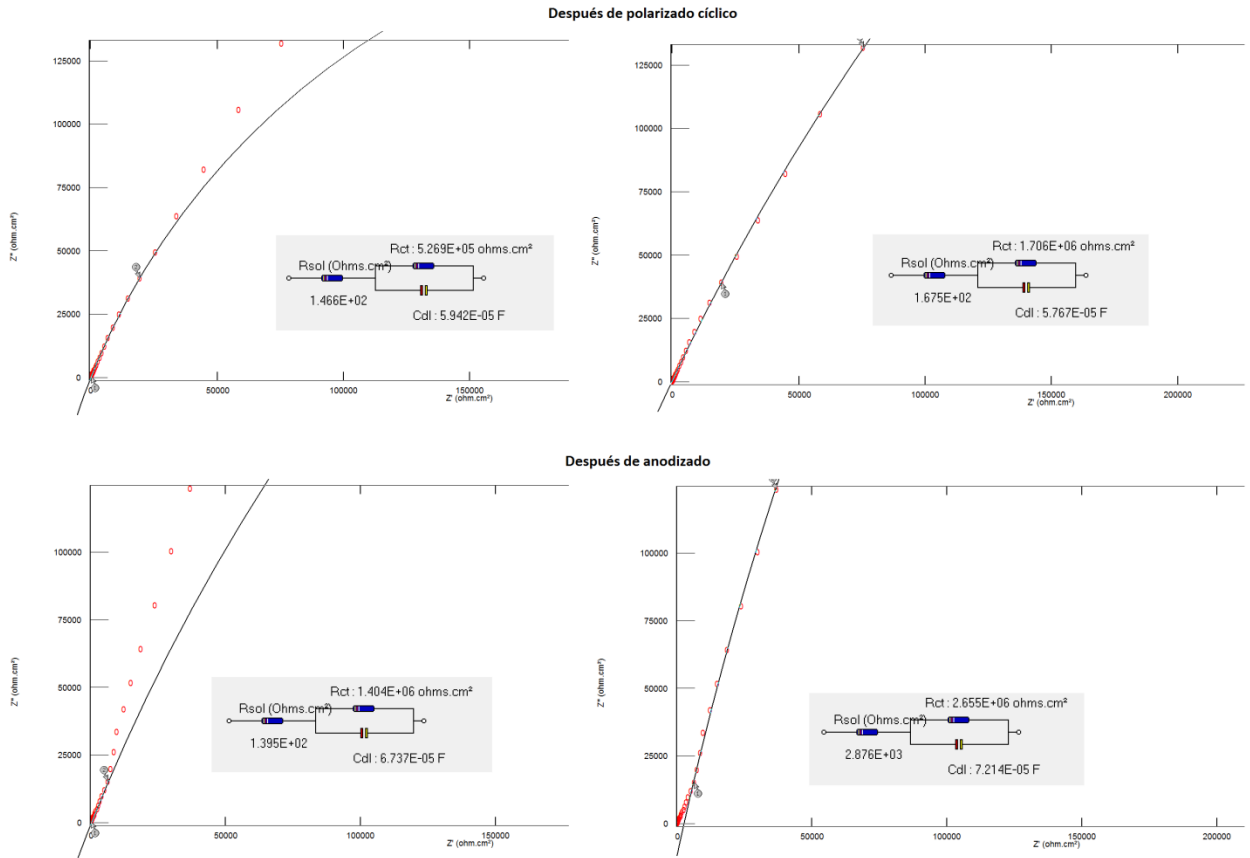 Después de polarizado cíclico
125000
100000
75000
50000
25000
0
Z" (ohm.cm²)
0
50000
100000
150000
Z' (ohm.cm²)
Rct : 5.269E+05 ohms.cm²
Rsol (Ohms.cm²)
1.466E+02
Cdl : 5.942E-05 F
125000
100000
75000
50000
25000
0
Z" (ohm.cm²)
0
50000
100000
150000
200000
Z' (ohm.cm²)
Rct : 1.706E+06 ohms.cm²
Rsol (Ohms.cm²)
1.675E+02
Cdl : 5.767E-05 F
Después de anodizado
100000
75000
50000
25000
0
Z" (ohm.cm²)
0
50000
100000
150000
Z' (ohm.cm²)
Rct : 1.404E+06 ohms.cm²
Rsol (Ohms.cm²)
1.395E+02
Cdl : 6.737E-05 F
100000
75000
50000
25000
0
Z" (ohm.cm²)
0
50000
100000
150000
200000
Z' (ohm.cm²)
Rct : 2.655E+06 ohms.cm²
Rsol (Ohms.cm²)
2.876E+03
Cdl : 7.214E-05 F